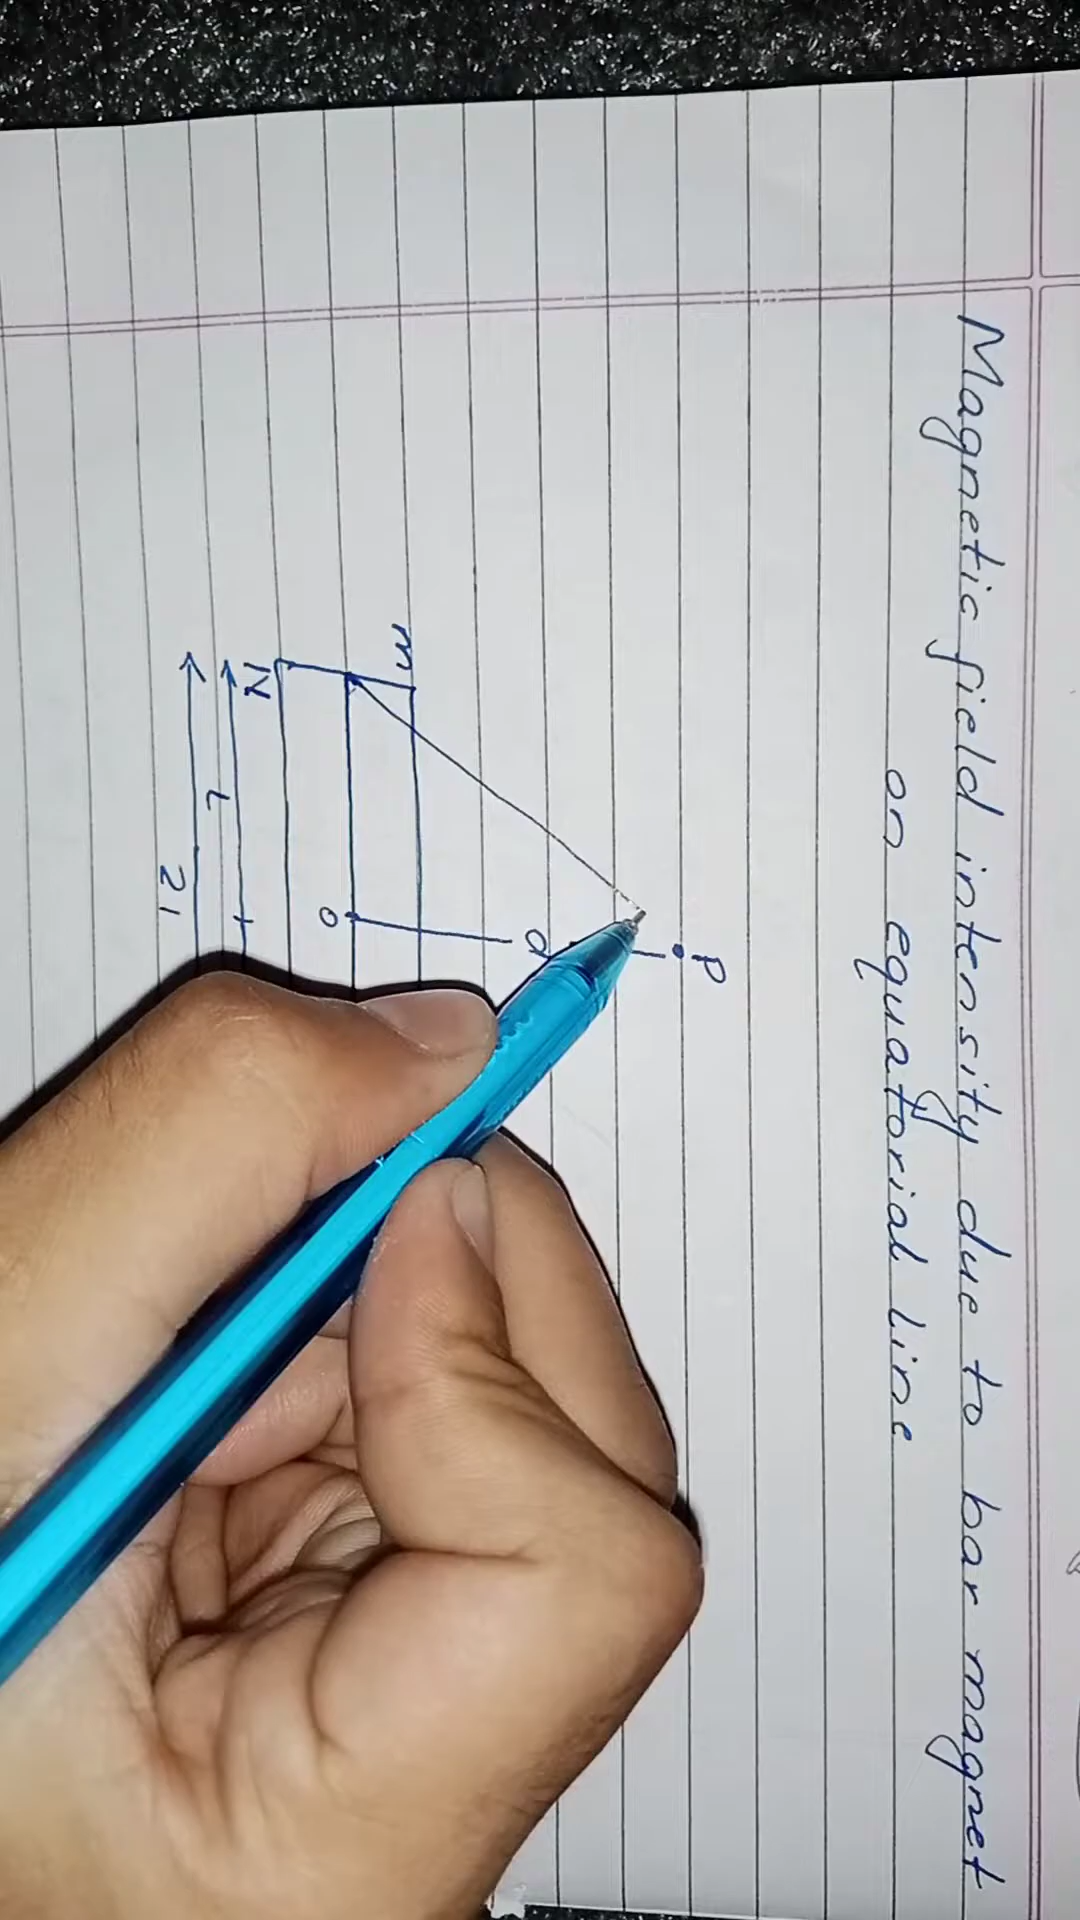 Magnetic field intensity due to bar magnet
on equatorial line
P
d
m
O
N
L
2l